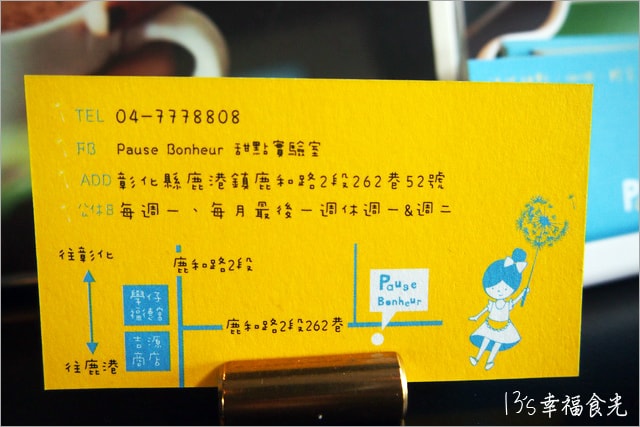 TEL 04-7778808
FB Pause Bonheur 甜點實驗室
ADD 彰化縣鹿港鎮鹿和路2段262巷52號
公休日 每週一、每月最後一週休週一&週二
往彰化
鹿和路2段
Pause
Bonheur
學仔
福德宮
鹿和路2段262巷
吉源
商店
往鹿港
13's幸福食光